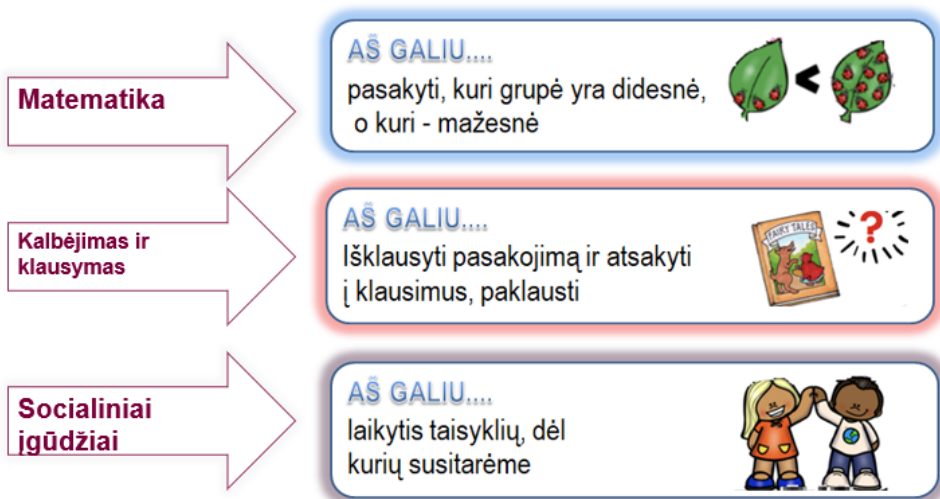 Matematika
AŠ GALIU....
pasakyti, kuri grupė yra didesnė,
o kuri - mažesnė
<
Kalbėjimas ir
klausymas
AŠ GALIU....
Išklausyti pasakojimą ir atsakyti
į klausimus, paklausti
FAIRY TALES
?
Socialiniai
įgūdžiai
AŠ GALIU....
laikytis taisyklių, dėl
kurių susitarėme